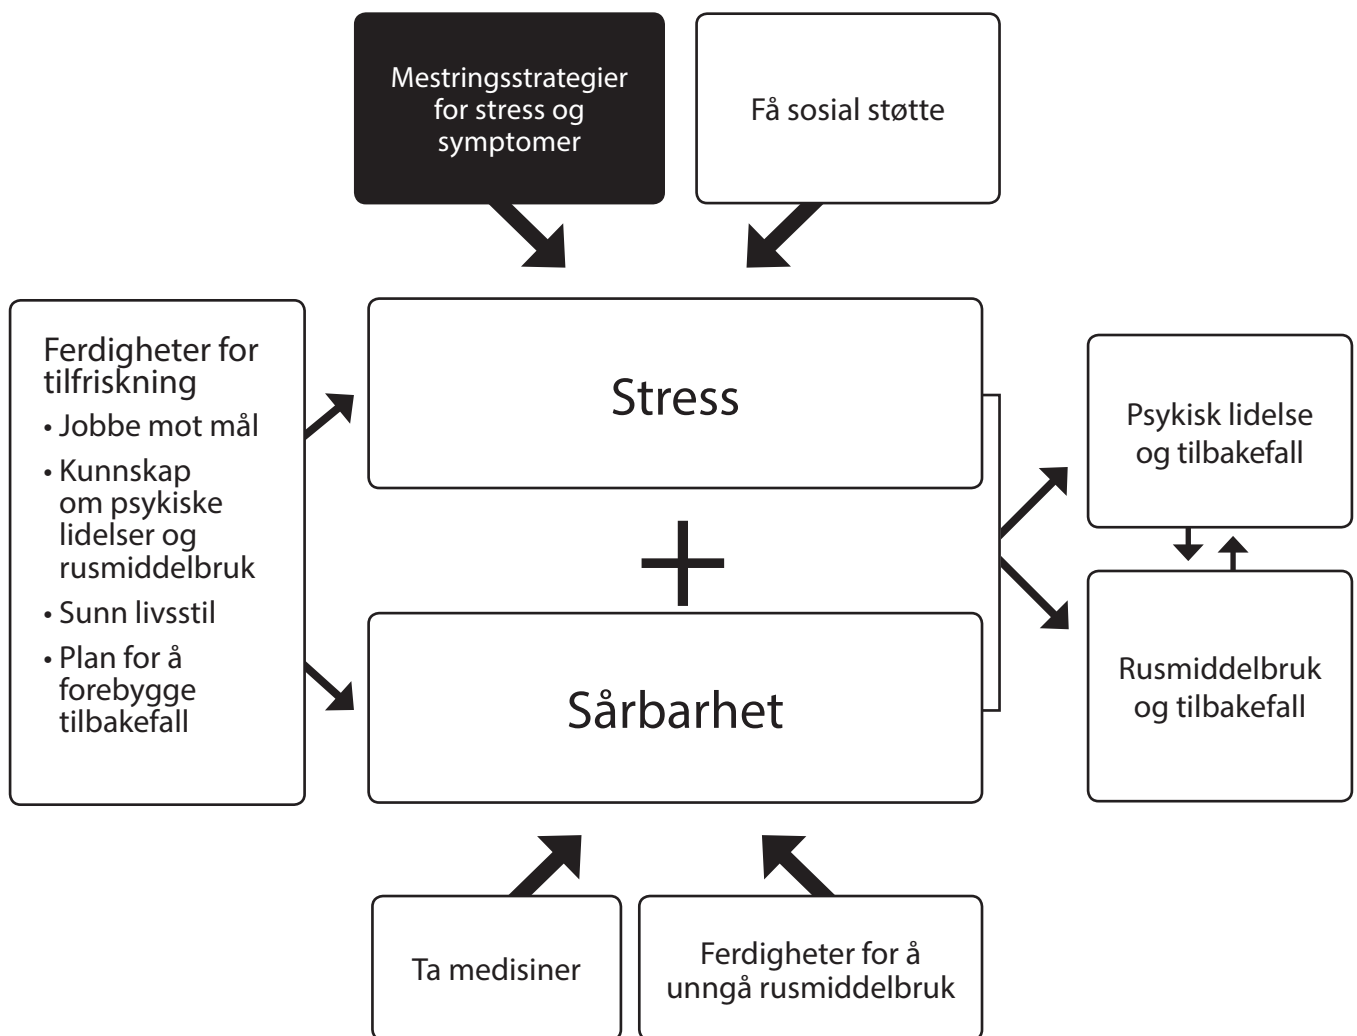 Mestringsstrategier
for stress og
symptomer
Få sosial støtte
Ferdigheter for
tilfriskning
• Jobbe mot mål
• Kunnskap
om psykiske
lidelser og
rusmiddelbruk
• Sunn livsstil
• Plan for å
forebygge
tilbakefall
Stress
+
Sårbarhet
Psykisk lidelse
og tilbakefall
Rusmiddelbruk
og tilbakefall
Ta medisiner
Ferdigheter for å
unngå rusmiddelbruk